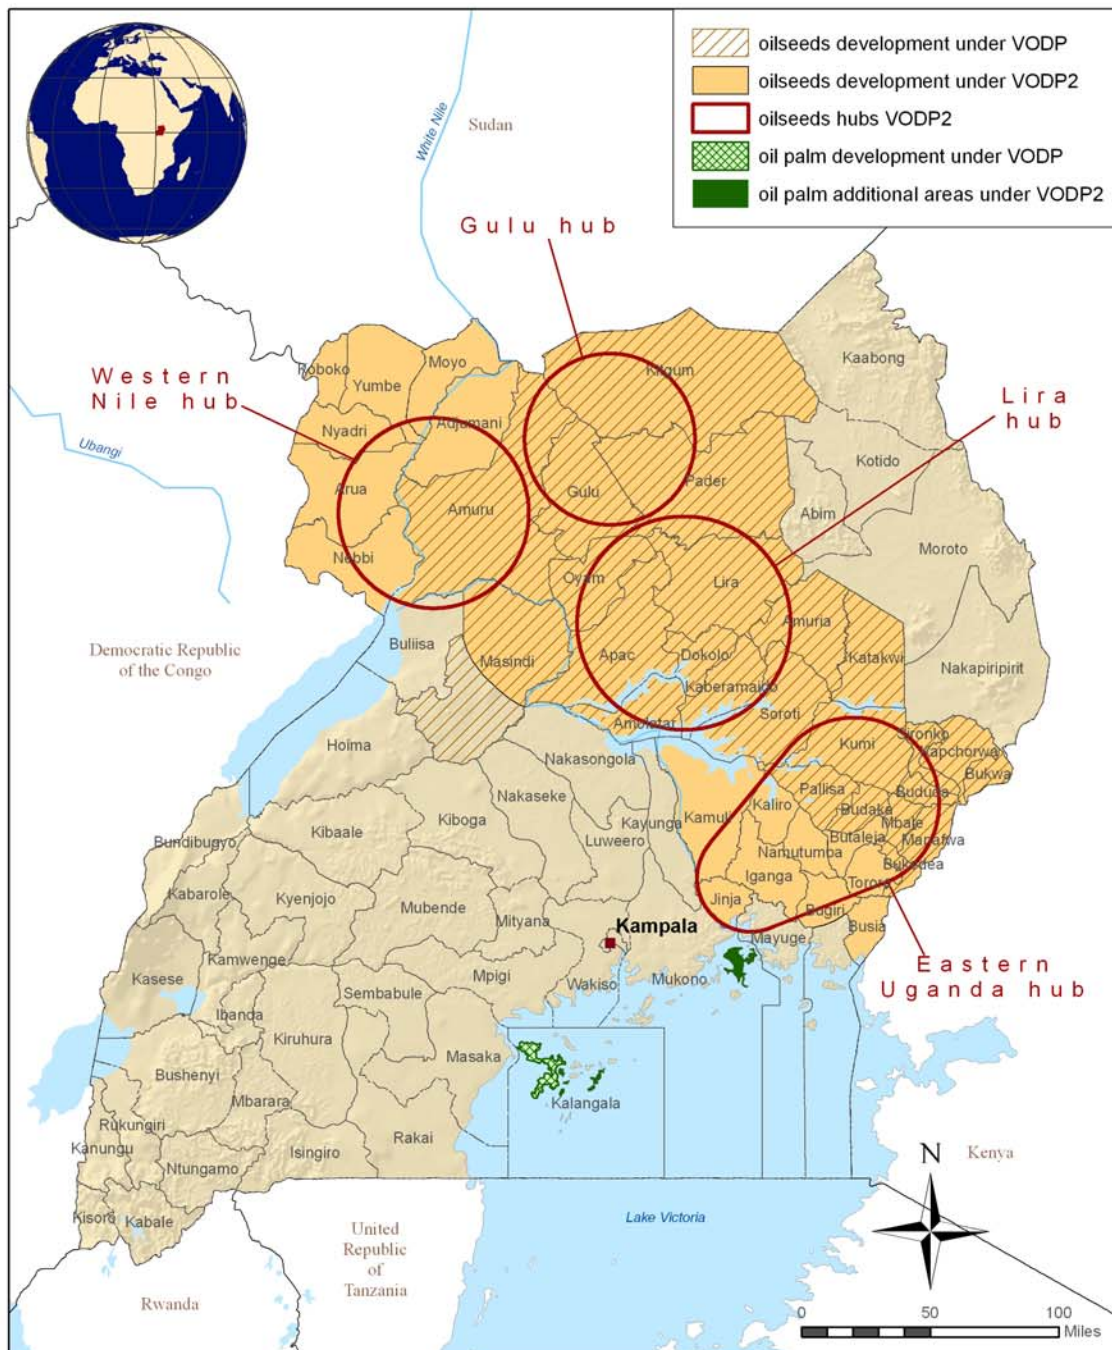 oilseeds development under VODP
oilseeds development under VODP2
oilseeds hubs VODP2
oil palm development under VODP
oil palm additional areas under VODP2
Sudan
White Nile
Gulu hub
Western
Nile hub
Lira
hub
Ubangi
Koboko
Yumbe
Moyo
Kitgum
Kaabong
Nyadri
Adjamani
Kotido
Arua
Amuru
Gulu
Pader
Abim
Moroto
Nebbi
Oyam
Lira
Amuria
Democratic Republic
of the Congo
Buliisa
Masindi
Apac
Dokolo
Katakwi
Nakapiripirit
Kaberamaido
Amolatar
Soroti
Kumi
Sironko
Kapchorwa
Bukwa
Hoima
Nakasongola
Nakaseke
Pallisa
Bududa
Kaliro
Budaka
Mbale
Kamuli
Kayunga
Kiboga
Kibaale
Luweero
Butaleja
Manafwa
Bundibugyo
Namutumba
Bukedea
Iganga
Tororo
Kabarole
Kyenjojo
Mubende
Mityana
Jinja
Bugiri
Busia
Kampala
Mayuge
Kasese
Kamwenge
Mpigi
Wakiso
Mukono
Eastern
Uganda hub
Sembabule
Ibanda
Kiruhura
Masaka
Bushenyi
Mbarara
Kalangala
Rukungiri
Kanungu
Rakai
Isingiro
Ntungamo
N
Kenya
Kisoro
Kabale
Lake Victoria
United
Republic
of
Tanzania
Rwanda
0 50 100
Miles